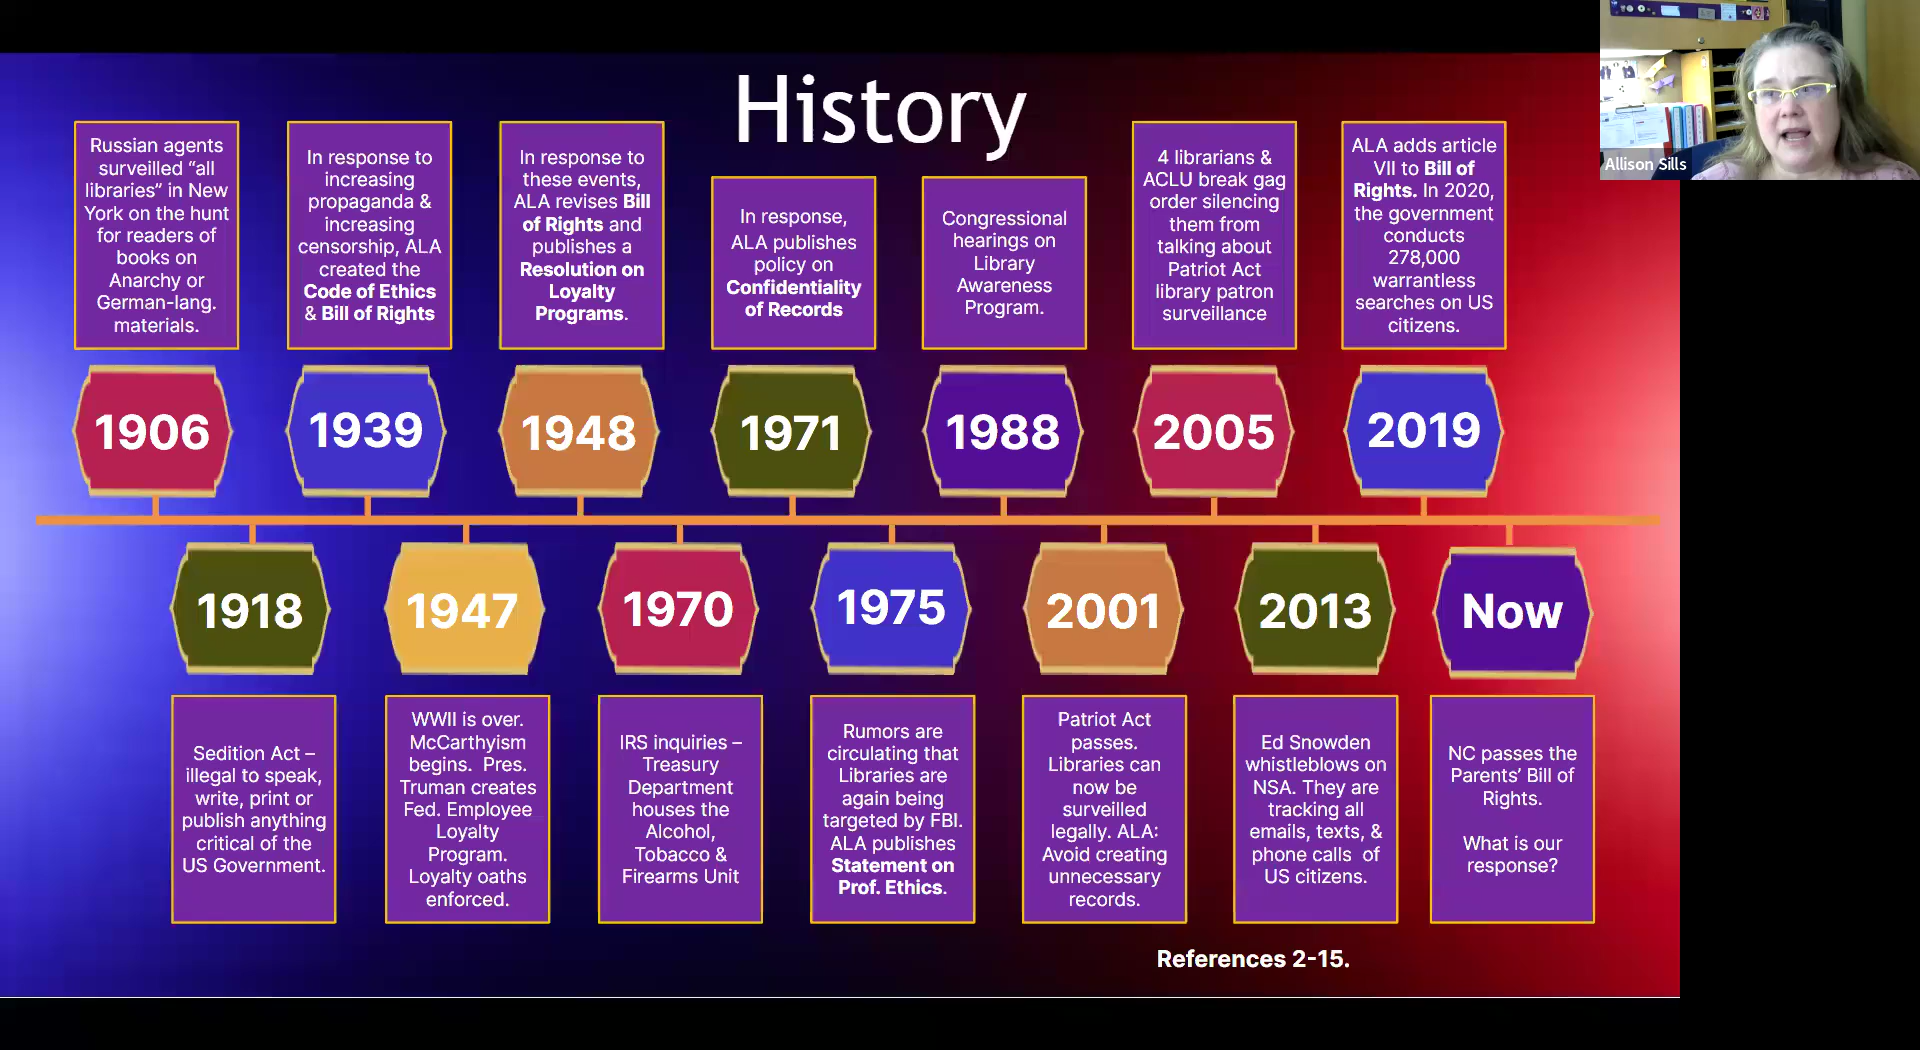 History
Russian agents
surveilled “all
libraries” in New
York on the hunt
for readers of
books on
Anarchy or
German-lang.
materials.
In response to
increasing
propaganda &
increasing
censorship, ALA
created the
Code of Ethics
& Bill of Rights
In response to
these events,
ALA revises Bill
of Rights and
publishes a
Resolution on
Loyalty
Programs.
In response,
ALA publishes
policy on
Confidentiality
of Records
Congressional
hearings on
Library
Awareness
Program.
4 librarians &
ACLU break gag
order silencing
them from
talking about
Patriot Act
library patron
surveillance
ALA adds article
VII to Bill of
Rights. In 2020,
the government
conducts
278,000
warrantless
searches on US
citizens.
Allison Sills
1906
1939
1948
1971
1988
2005
2019
1918
1947
1970
1975
2001
2013
Now
Sedition Act –
illegal to speak,
write, print or
publish anything
critical of the
US Government.
WWII is over.
McCarthyism
begins. Pres.
Truman creates
Fed. Employee
Loyalty
Program.
Loyalty oaths
enforced.
IRS inquiries –
Treasury
Department
houses the
Alcohol,
Tobacco &
Firearms Unit
Rumors are
circulating that
Libraries are
again being
targeted by FBI.
ALA publishes
Statement on
Prof. Ethics.
Patriot Act
passes.
Libraries can
now be
surveilled
legally. ALA:
Avoid creating
unnecessary
records.
Ed Snowden
whistleblows on
NSA. They are
tracking all
emails, texts, &
phone calls of
US citizens.
NC passes the
Parents’ Bill of
Rights.
What is our
response?
References 2-15.